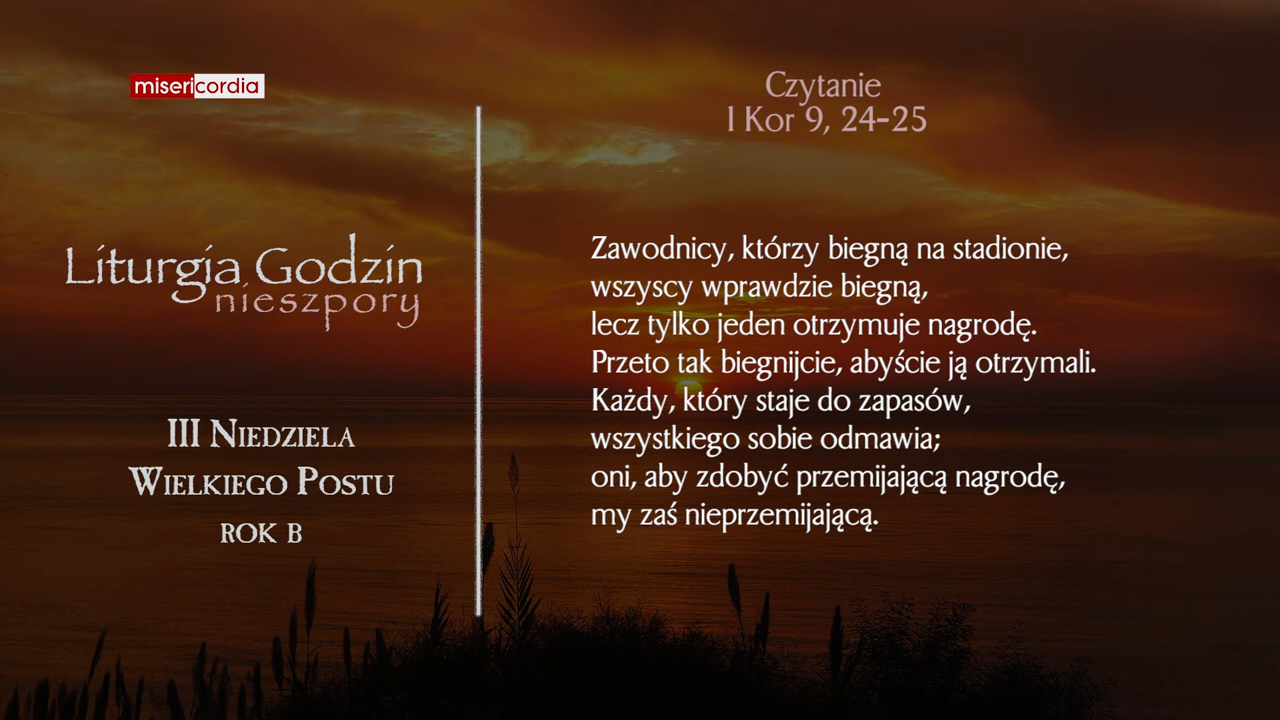 misericordia
Liturgia Godzin
nieszpory
III Niedziela
Wielkiego Postu
rok b
Czytanie
1 Kor 9, 24-25
Zawodnicy, którzy biegną na stadionie,
wszyscy wprawdzie biegną,
lecz tylko jeden otrzymuje nagrodę.
Przeto tak biegnijcie, abyście ją otrzymali.
Każdy, który staje do zapasów,
wszystkiego sobie odmawia;
oni, aby zdobyć przemijającą nagrodę,
my zaś nieprzemijającą.